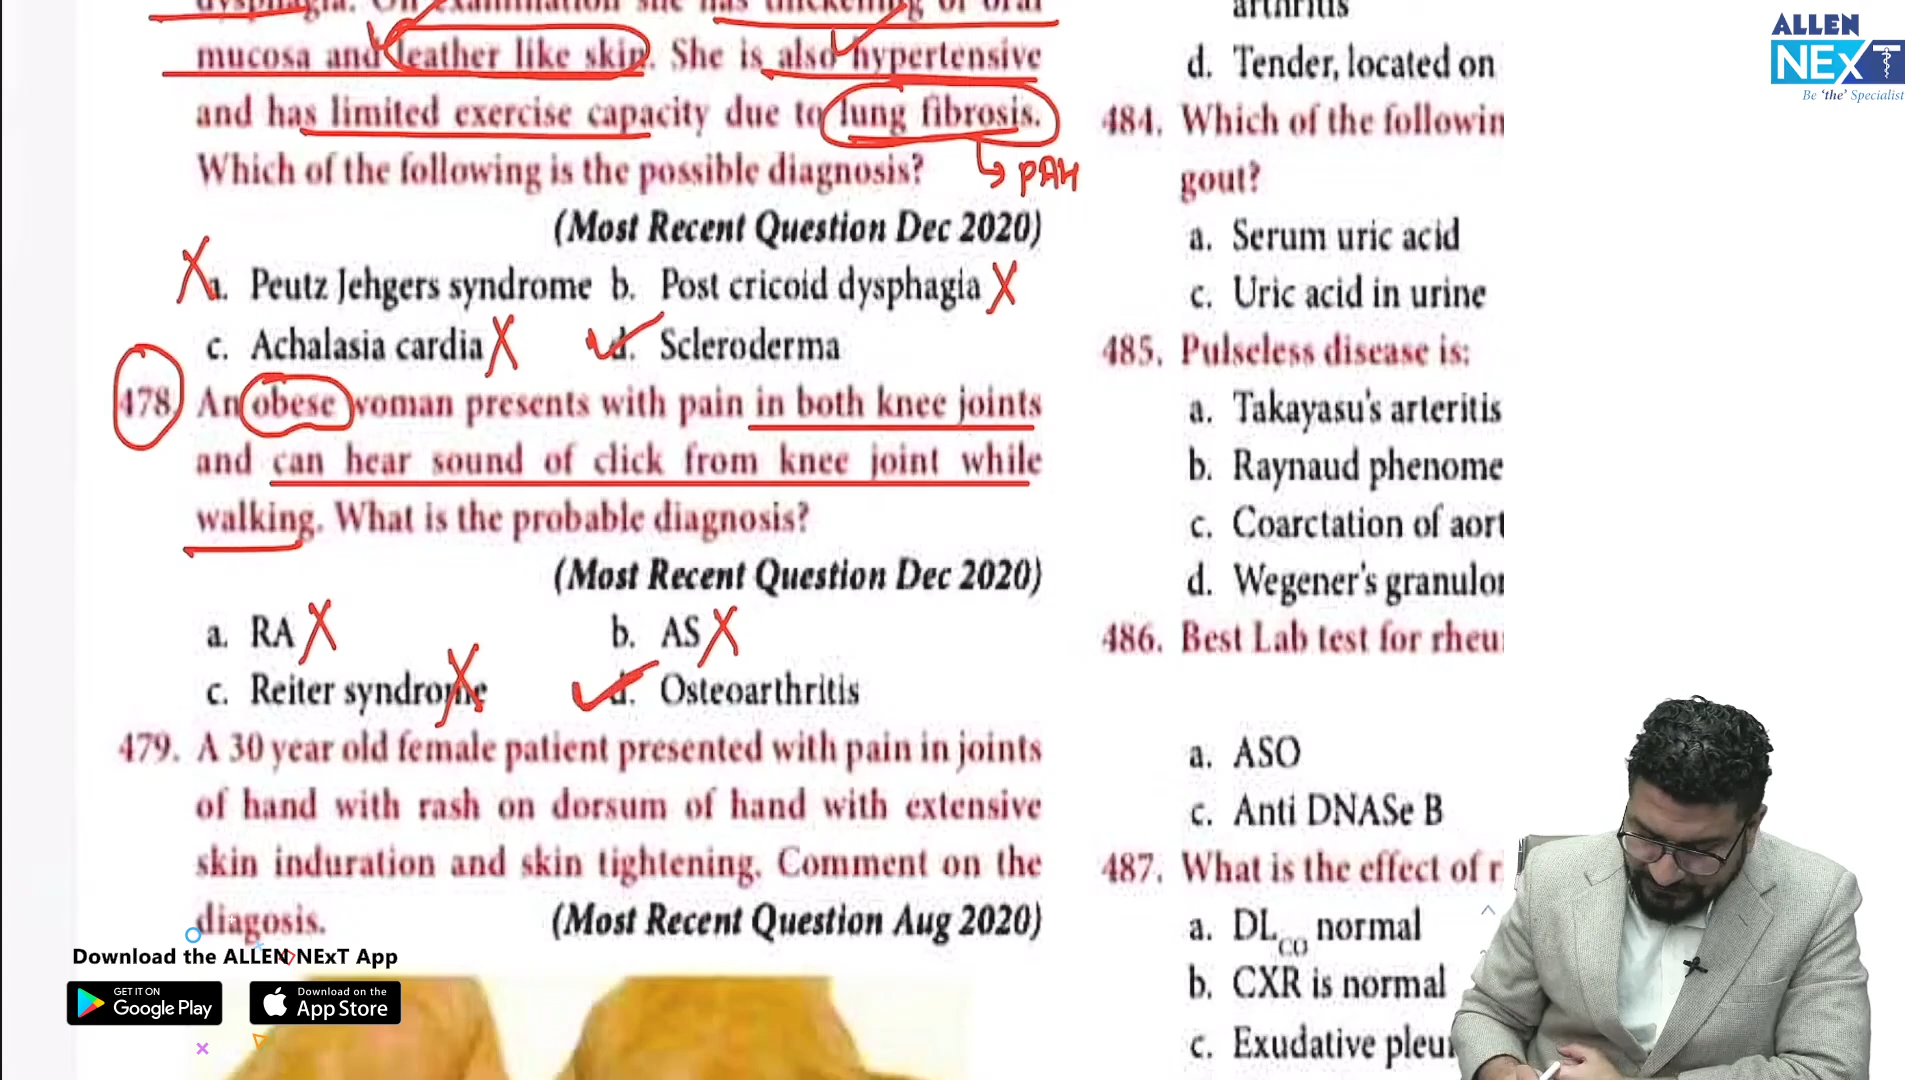 mucosa and leather like skin. She is also hypertensive
and has limited exercise capacity due to lung fibrosis.
Which of the following is the possible diagnosis?
PAH
(Most Recent Question Dec 2020)
a. Peutz Jehgers syndrome b. Post cricoid dysphagia
c. Achalasia cardia d. Scleroderma
478. An obese woman presents with pain in both knee joints
and can hear sound of click from knee joint while
walking. What is the probable diagnosis?
(Most Recent Question Dec 2020)
a. RA b. AS
c. Reiter syndrome d. Osteoarthritis
479. A 30 year old female patient presented with pain in joints
of hand with rash on dorsum of hand with extensive
skin induration and skin tightening. Comment on the
diagosis. (Most Recent Question Aug 2020)
arthritis
d. Tender, located on
484. Which of the followin
gout?
a. Serum uric acid
c. Uric acid in urine
485. Pulseless disease is:
a. Takayasu's arteritis
b. Raynaud phenome
c. Coarctation of aort
d. Wegener's granulo
486. Best Lab test for rheu
a. ASO
c. Anti DNASe B
487. What is the effect of r
a. DLCO normal
b. CXR is normal
c. Exudative pleu
ALLEN
NEXT
Be 'the' Specialist
Download the ALLEN NExT App
GET IT ON
Google Play
Download on the
App Store